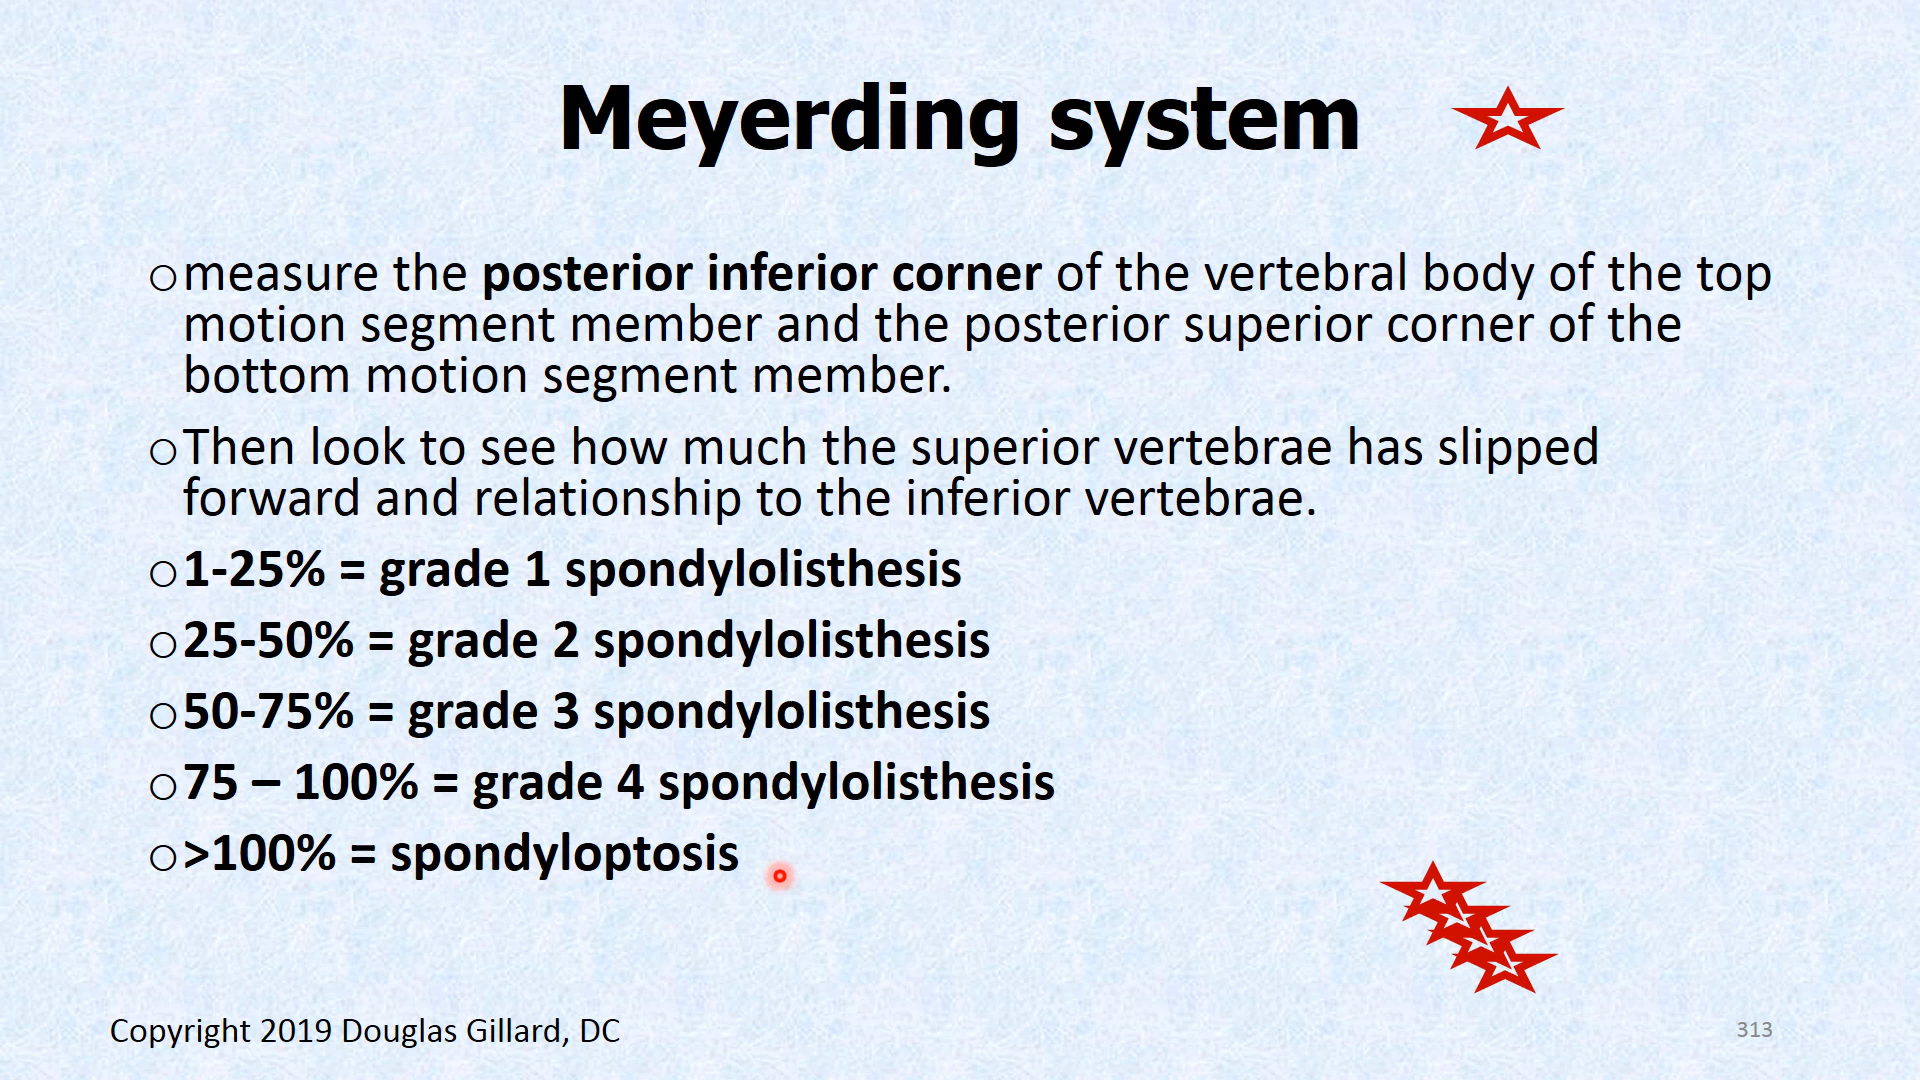 Meyerding system
measure the posterior inferior corner of the vertebral body of the top
motion segment member and the posterior superior corner of the
bottom motion segment member.
Then look to see how much the superior vertebrae has slipped
forward and relationship to the inferior vertebrae.
1-25% = grade 1 spondylolisthesis
25-50% = grade 2 spondylolisthesis
50-75% = grade 3 spondylolisthesis
75 – 100% = grade 4 spondylolisthesis
>100% = spondyloptosis
Copyright 2019 Douglas Gillard, DC
313